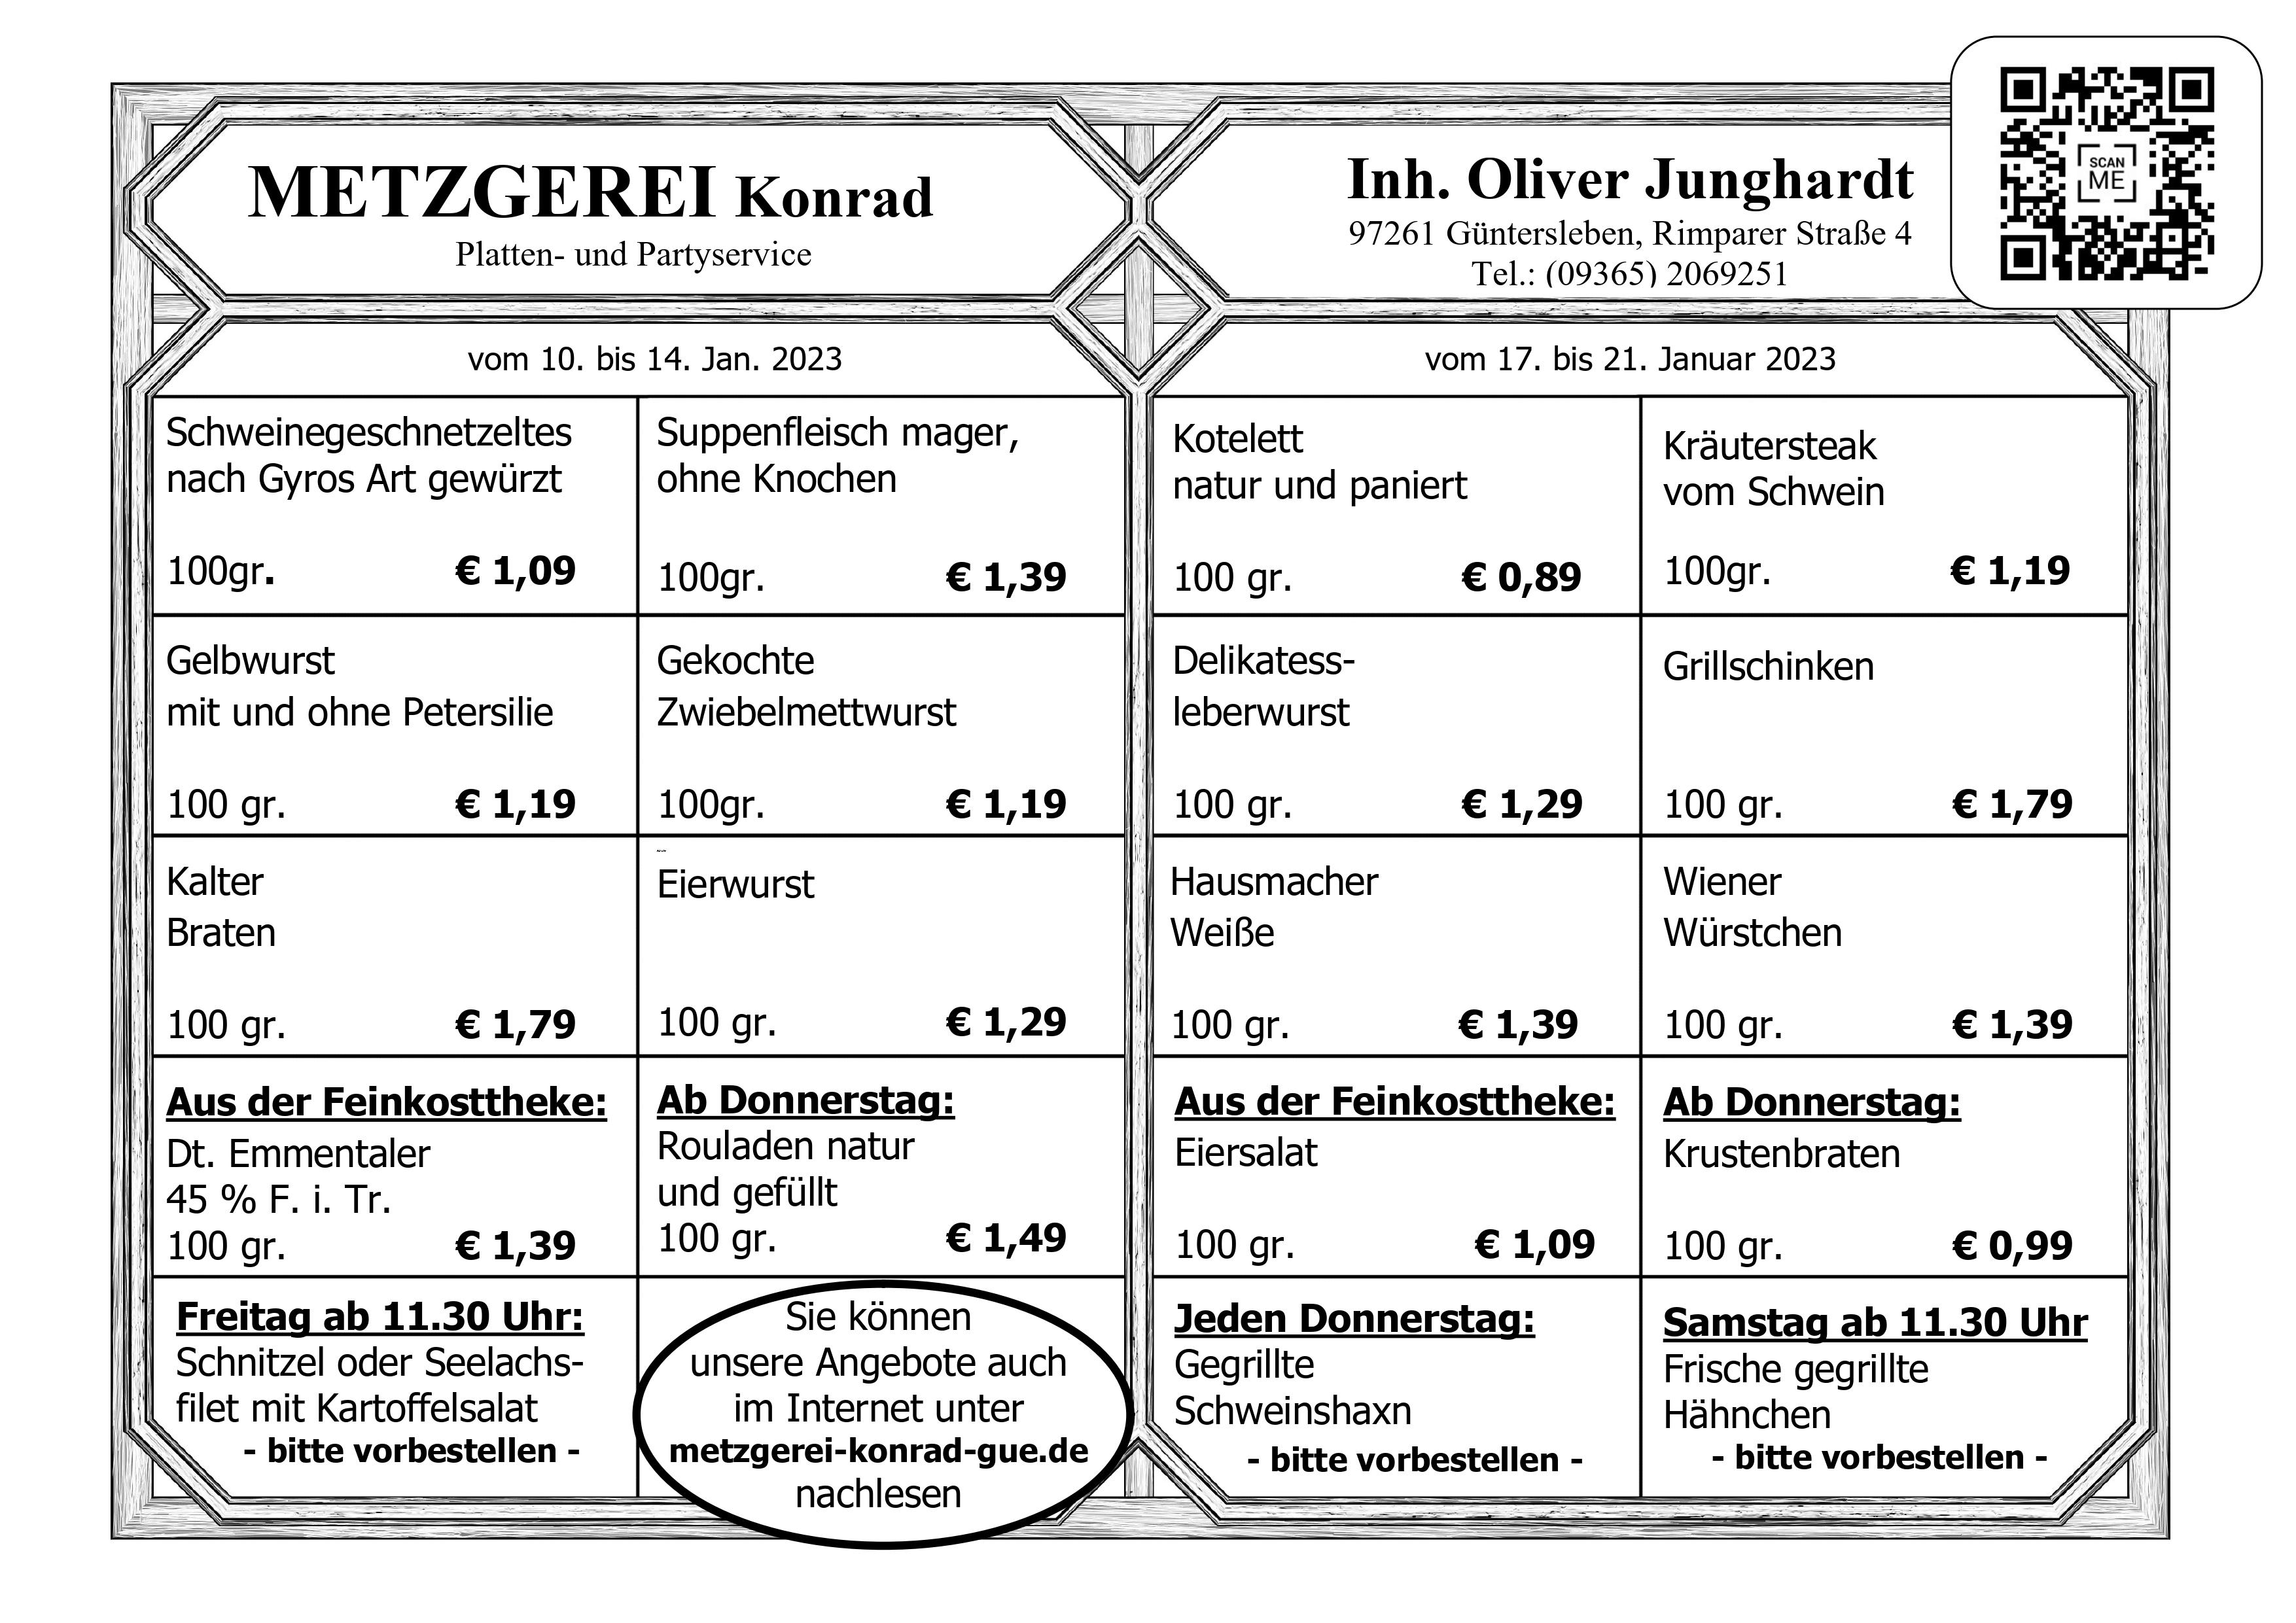 METZGEREI Konrad
Platten- und Partyservice
Inh. Oliver Junghardt
97261 Güntersleben, Rimparer Straße 4
Tel.: (09365) 2069251
SCAN
ME
vom 10. bis 14. Jan. 2023
Schweinegeschnetzeltes
nach Gyros Art gewürzt
100gr. € 1,09
Suppenfleisch mager,
ohne Knochen
100gr. € 1,39
Gelbwurst
mit und ohne Petersilie
100 gr. € 1,19
Gekochte
Zwiebelmettwurst
100gr. € 1,19
Kalter
Braten
100 gr. € 1,79
Eierwurst
100 gr. € 1,29
Aus der Feinkosttheke:
Dt. Emmentaler
45 % F. i. Tr.
100 gr. € 1,39
Ab Donnerstag:
Rouladen natur
und gefüllt
100 gr. € 1,49
Freitag ab 11.30 Uhr:
Schnitzel oder Seelachs-
filet mit Kartoffelsalat
- bitte vorbestellen -
Sie können
unsere Angebote auch
im Internet unter
metzgerei-konrad-gue.de
nachlesen
vom 17. bis 21. Januar 2023
Kotelett
natur und paniert
100 gr. € 0,89
Kräutersteak
vom Schwein
100gr. € 1,19
Delikatess-
leberwurst
100 gr. € 1,29
Grillschinken
100 gr. € 1,79
Hausmacher
Weiße
100 gr. € 1,39
Wiener
Würstchen
100 gr. € 1,39
Aus der Feinkosttheke:
Eiersalat
100 gr. € 1,09
Ab Donnerstag:
Krustenbraten
100 gr. € 0,99
Jeden Donnerstag:
Gegrillte
Schweinshaxn
- bitte vorbestellen -
Samstag ab 11.30 Uhr
Frische gegrillte
Hähnchen
- bitte vorbestellen -